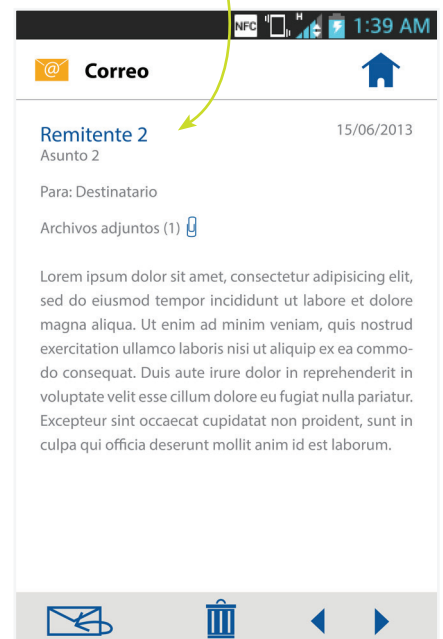 NFC H 1:39 AM
@ Correo
Remitente 2 15/06/2013
Asunto 2
Para: Destinatario
Archivos adjuntos (1)
Lorem ipsum dolor sit amet, consectetur adipisicing elit,
sed do eiusmod tempor incididunt ut labore et dolore
magna aliqua. Ut enim ad minim veniam, quis nostrud
exercitation ullamco laboris nisi ut aliquip ex ea commo-
do consequat. Duis aute irure dolor in reprehenderit in
voluptate velit esse cillum dolore eu fugiat nulla pariatur.
Excepteur sint occaecat cupidatat non proident, sunt in
culpa qui officia deserunt mollit anim id est laborum.